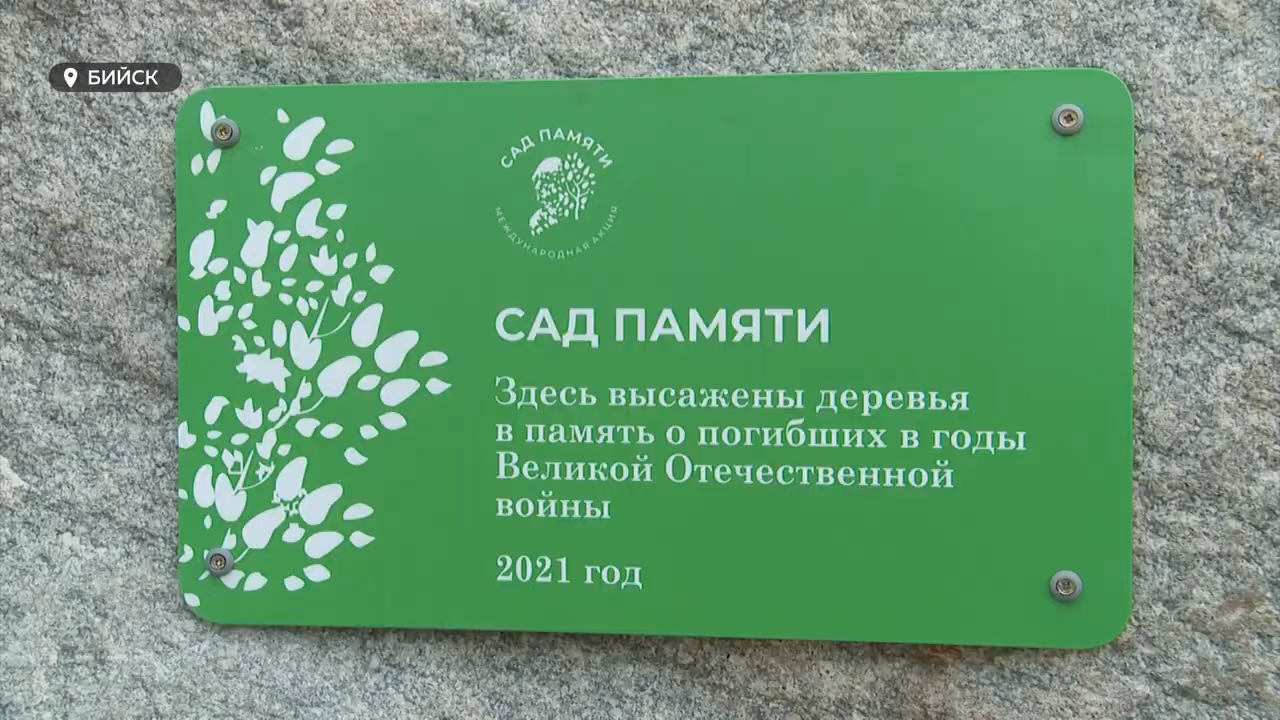 БИЙСК
САД ПАМЯТИ
МЕЖДУНАРОДНАЯ АКЦИЯ
САД ПАМЯТИ
Здесь высажены деревья
в память о погибших в годы
Великой Отечественной
войны
2021 год